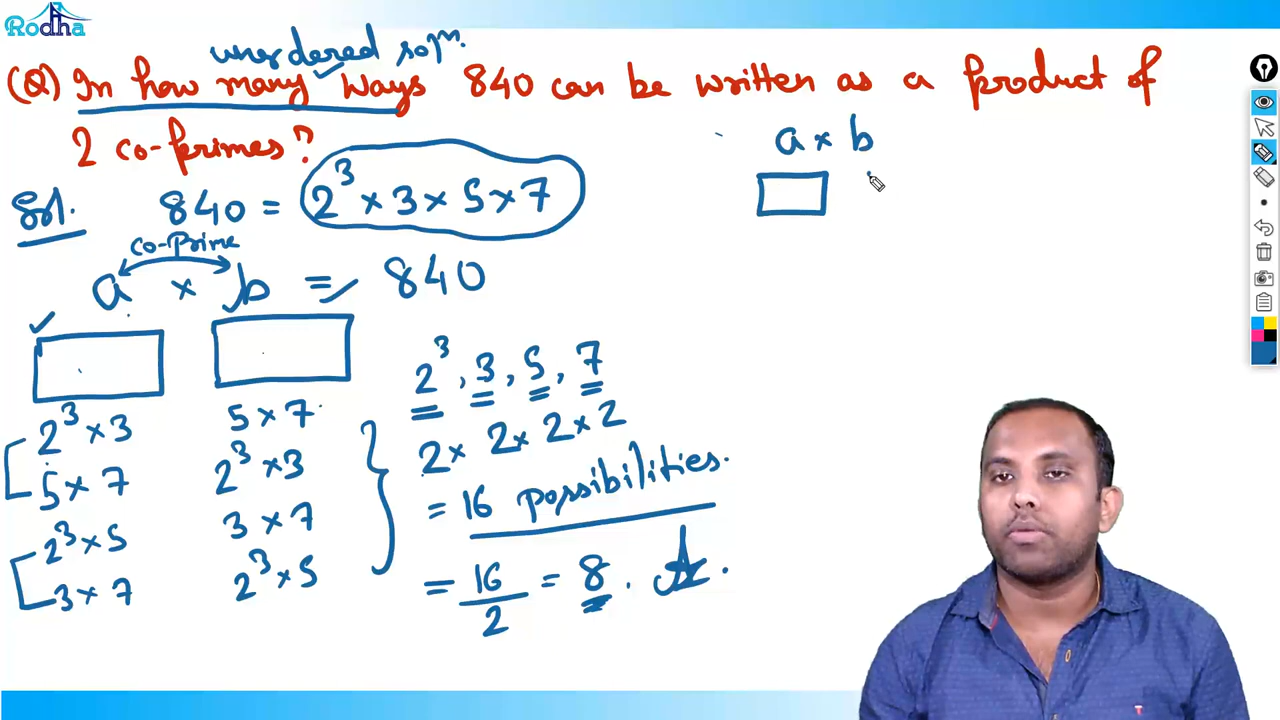 Rodha
unordered solⁿ.
(Q) In how many ways 840 can be written as a product of
2 co-primes?
Sol. 840 = 2³ × 3 × 5 × 7
co-prime
a × b = 840
2³ × 3 5 × 7
5 × 7 2³ × 3
2³ × 5 3 × 7
3 × 7 2³ × 5
2³, 3, 5, 7
2 × 2 × 2 × 2
= 16 possibilities.
= 16/2 = 8.
a × b